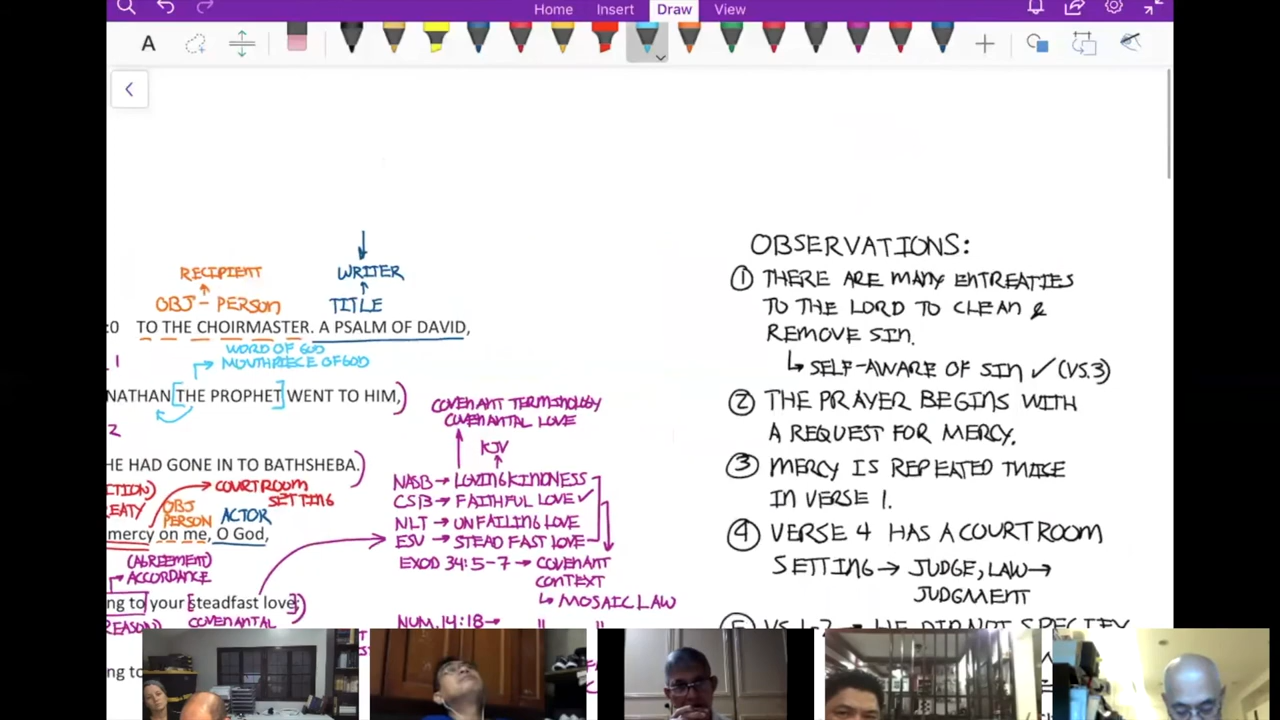 Home Insert Draw View
A
OBSERVATIONS:
① THERE ARE MANY ENTREATIES
TO THE LORD TO CLEAN &
REMOVE SIN.
↳ SELF-AWARE OF SIN ✓ (VS.3)
② THE PRAYER BEGINS WITH
A REQUEST FOR MERCY.
③ MERCY IS REPEATED TWICE
IN VERSE 1.
④ VERSE 4 HAS A COURTROOM
SETTING → JUDGE, LAW →
JUDGMENT
RECIPIENT
WRITER
OBJ - PERSON
TITLE
:0 TO THE CHOIRMASTER. A PSALM OF DAVID,
WORD OF GOD
1
MOUTHPIECE OF GOD
NATHAN [THE PROPHET] WENT TO HIM,)
2
HE HAD GONE IN TO BATHSHEBA.)
COURTROOM
SETTING
OBJ
PERSON
ACTOR
mercy on me, O God,
(AGREEMENT)
ACCORDANCE
ng to your [steadfast love])
COVENANTAL
ng to
COVENANT TERMINOLOGY
COVENANTAL LOVE
KJV
NASB → LOVINGKINDNESS
CSB → FAITHFUL LOVE ✓
NLT → UNFAILING LOVE
ESV → STEADFAST LOVE
EXOD 34:5-7 → COVENANT
CONTEXT
↳ MOSAIC LAW
NUM. 14:18 → " "